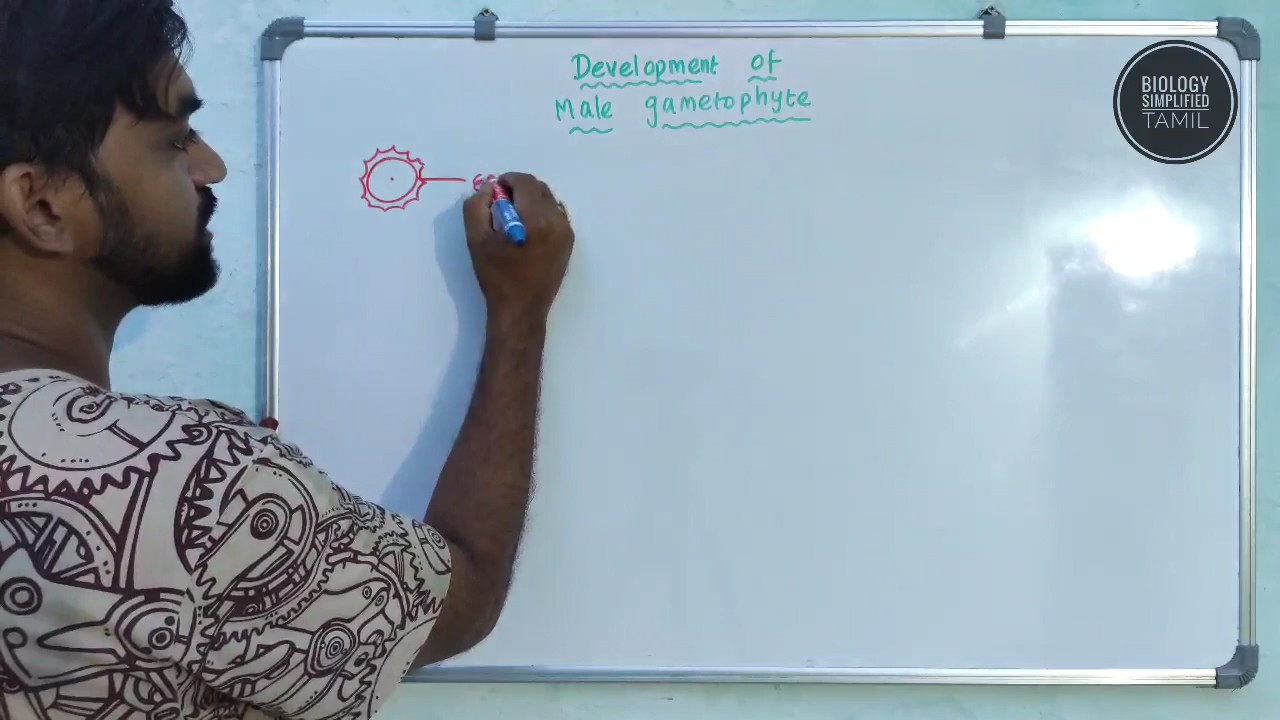 Development of
Male gametophyte
BIOLOGY
SIMPLIFIED
TAMIL